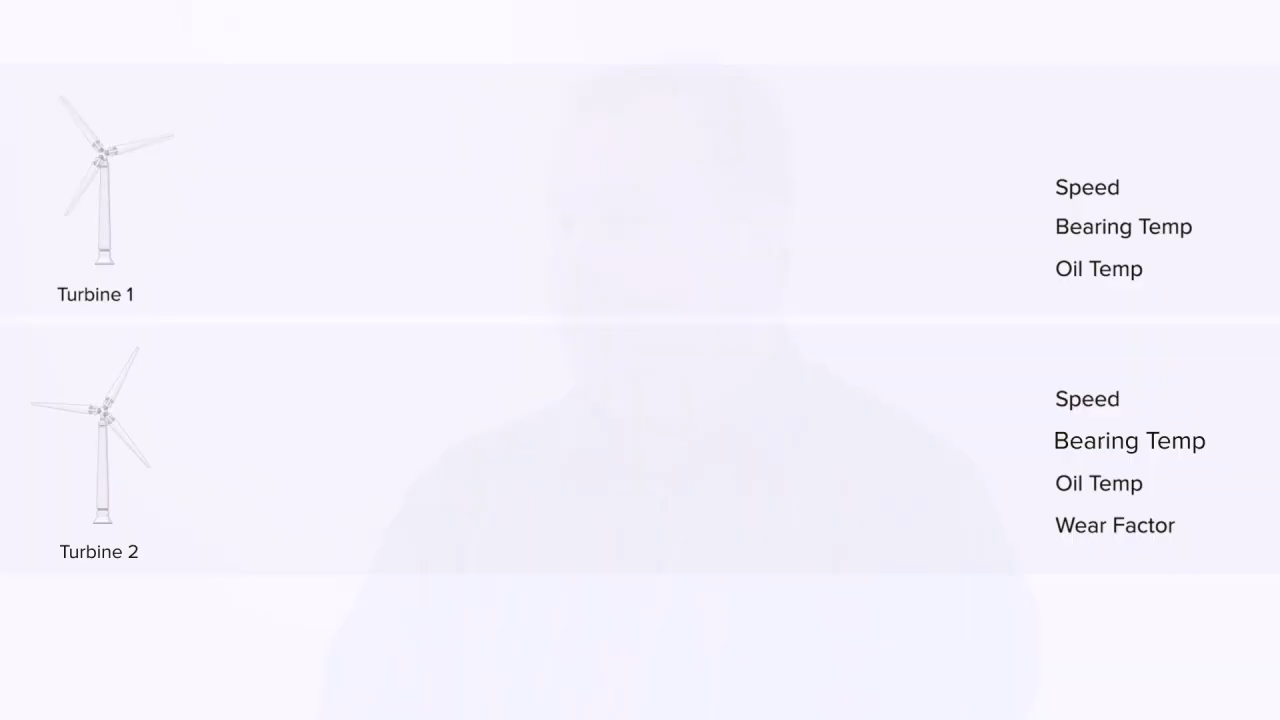 Speed
Bearing Temp
Oil Temp
Turbine 1
Speed
Bearing Temp
Oil Temp
Wear Factor
Turbine 2